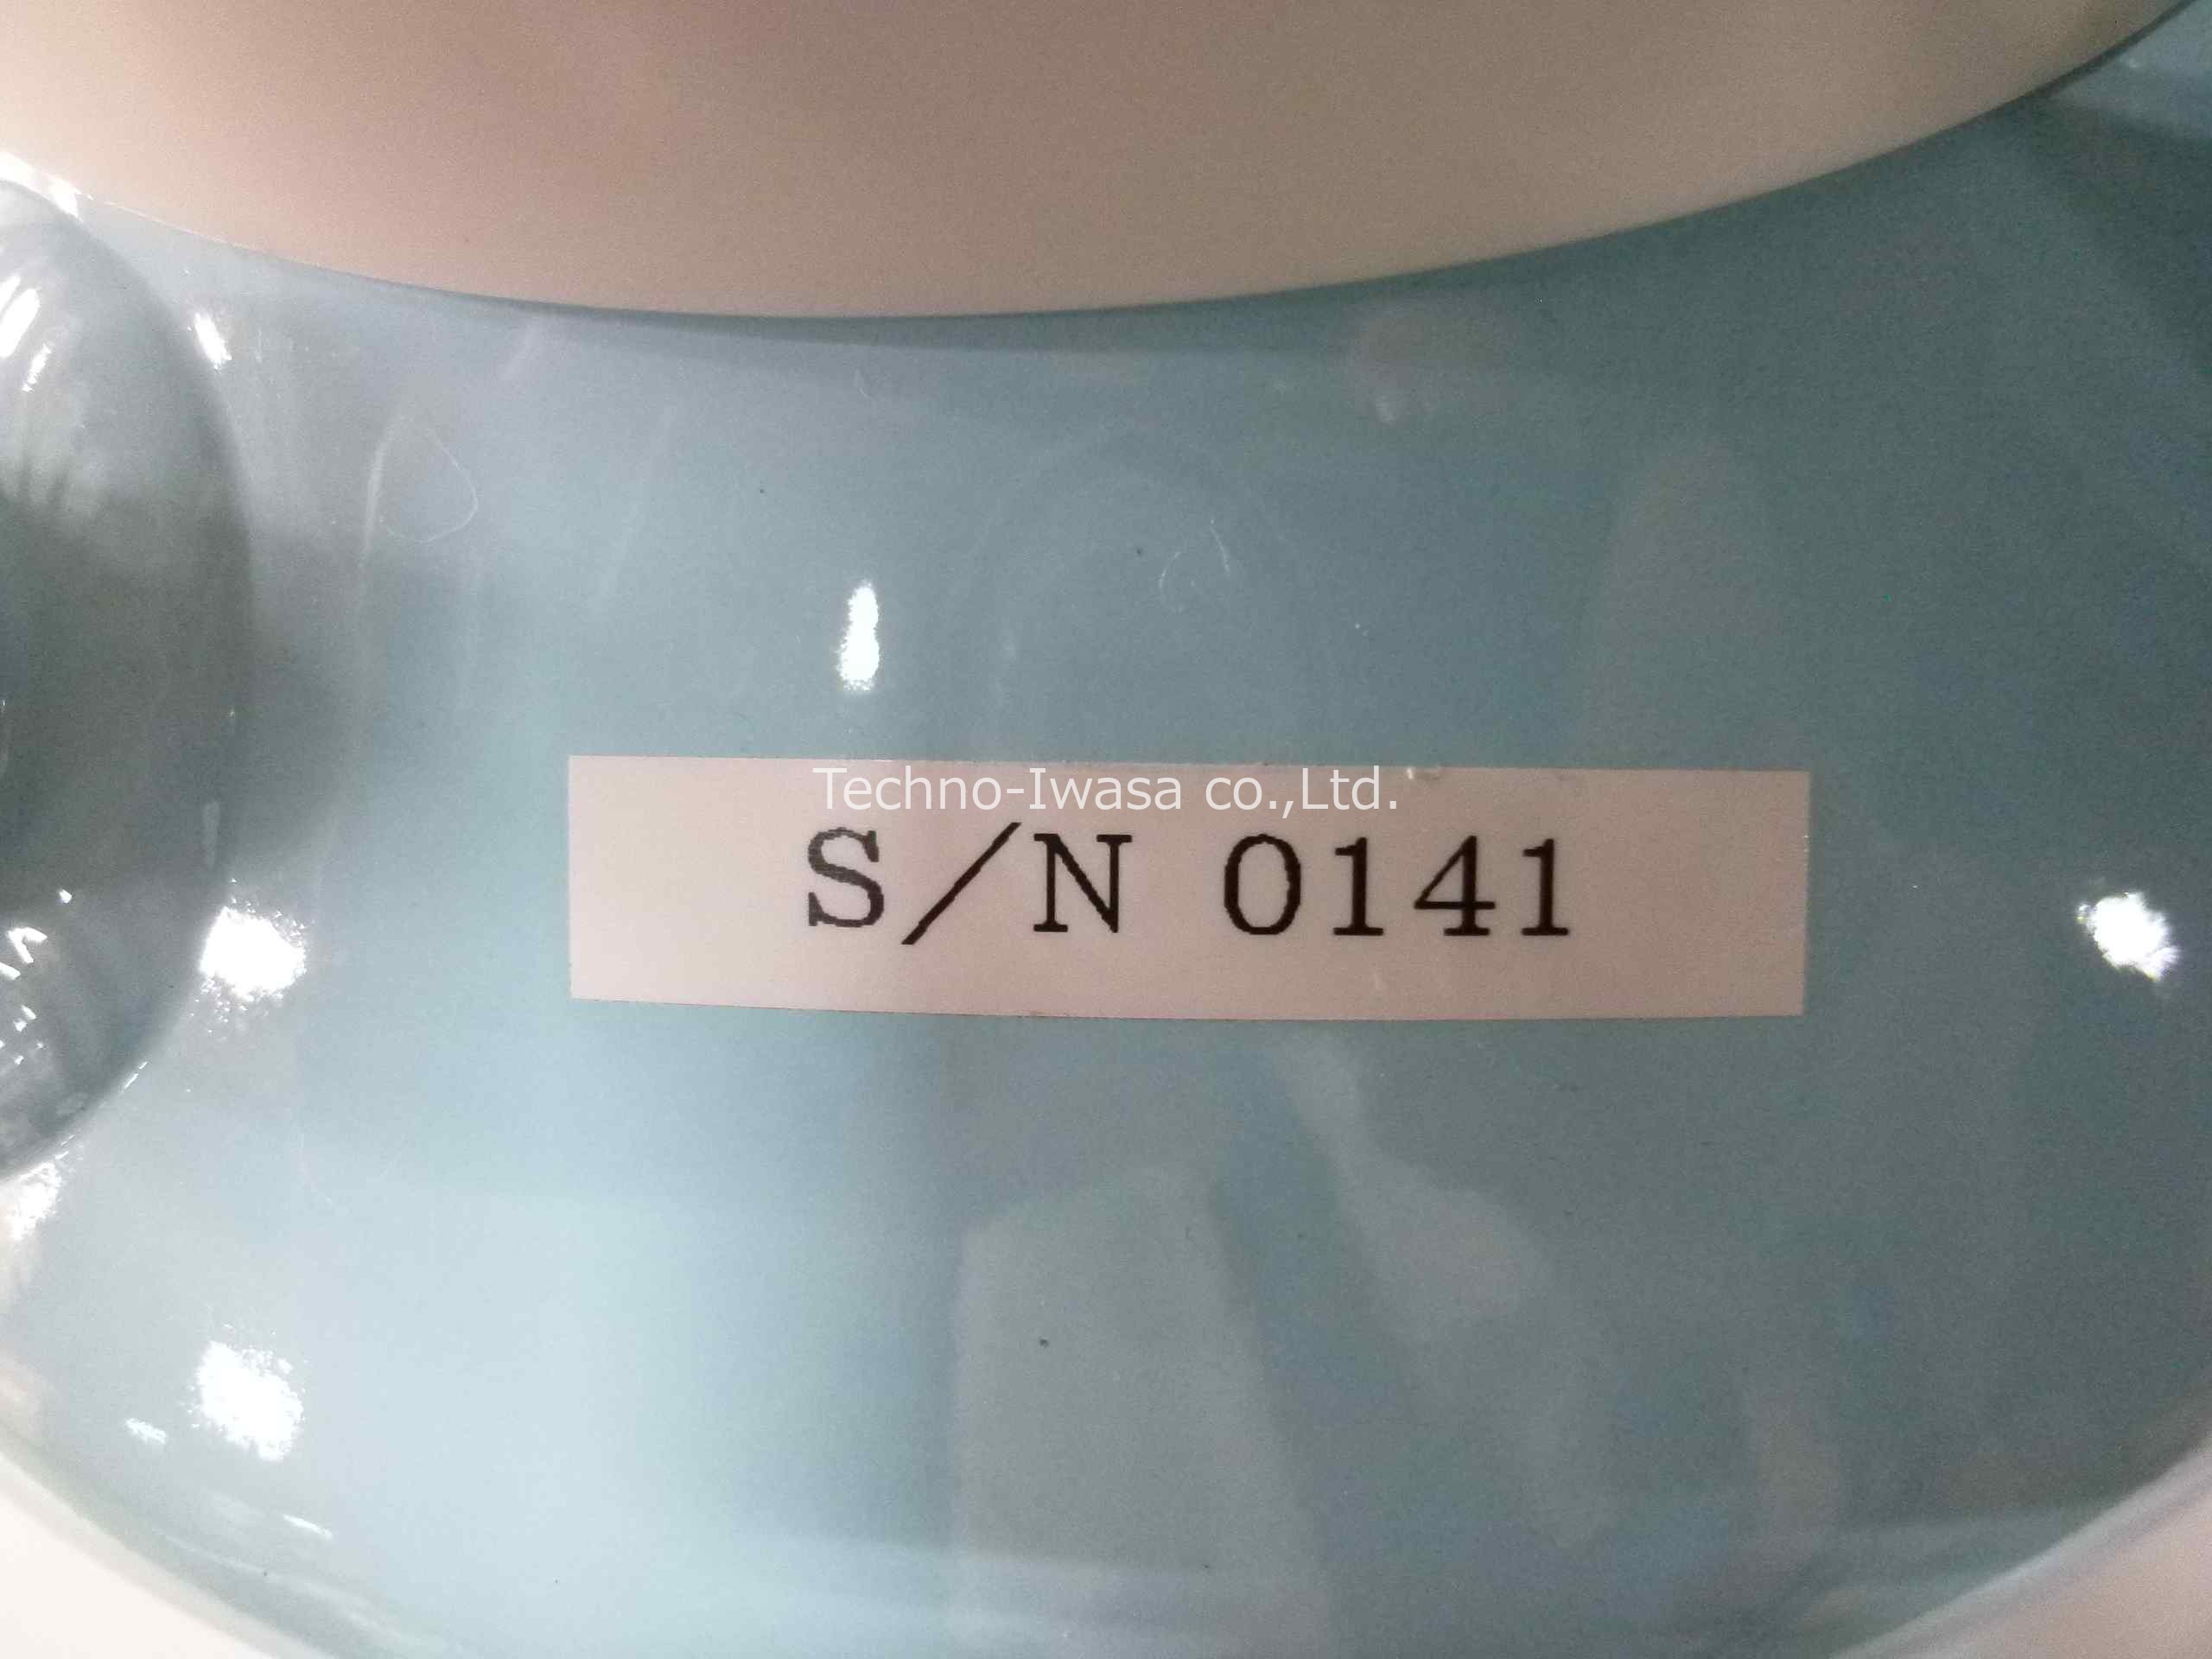 Techno-Iwasa co.,Ltd.
S/N 0141